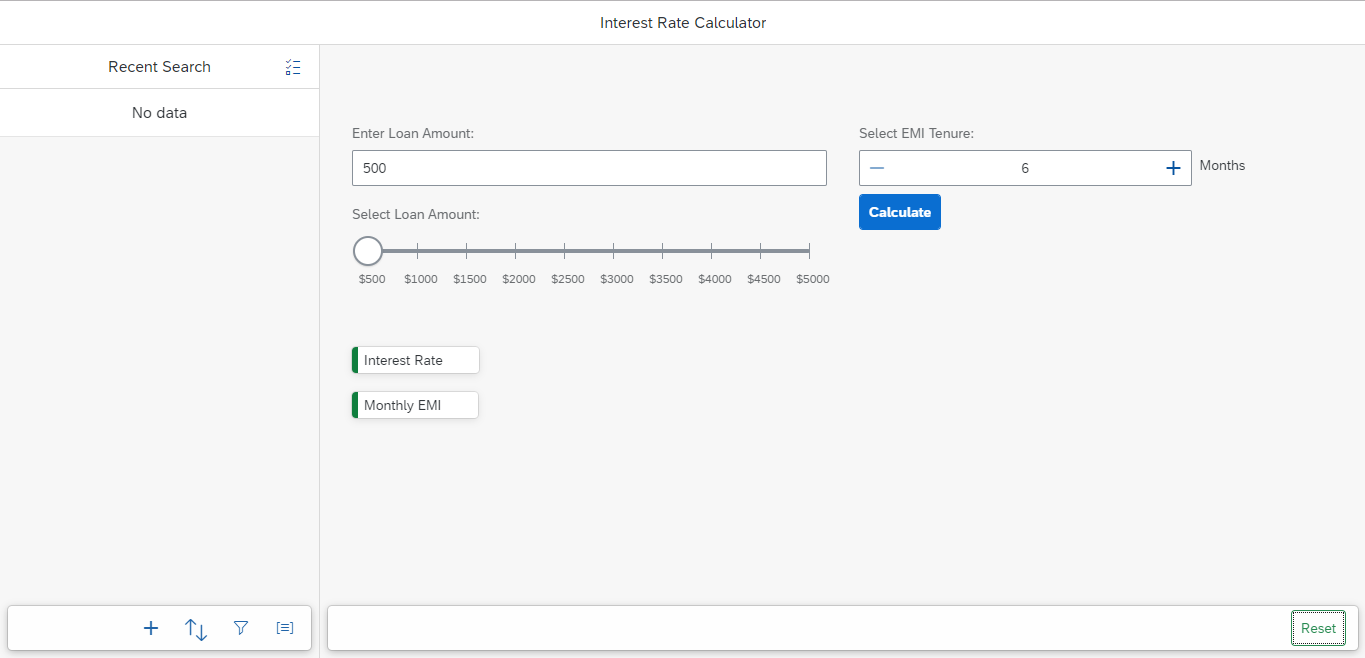 Interest Rate Calculator
Recent Search
No data
Enter Loan Amount:
500
Select Loan Amount:
$500 $1000 $1500 $2000 $2500 $3000 $3500 $4000 $4500 $5000
Select EMI Tenure:
6 Months
Calculate
Interest Rate
Monthly EMI
Reset